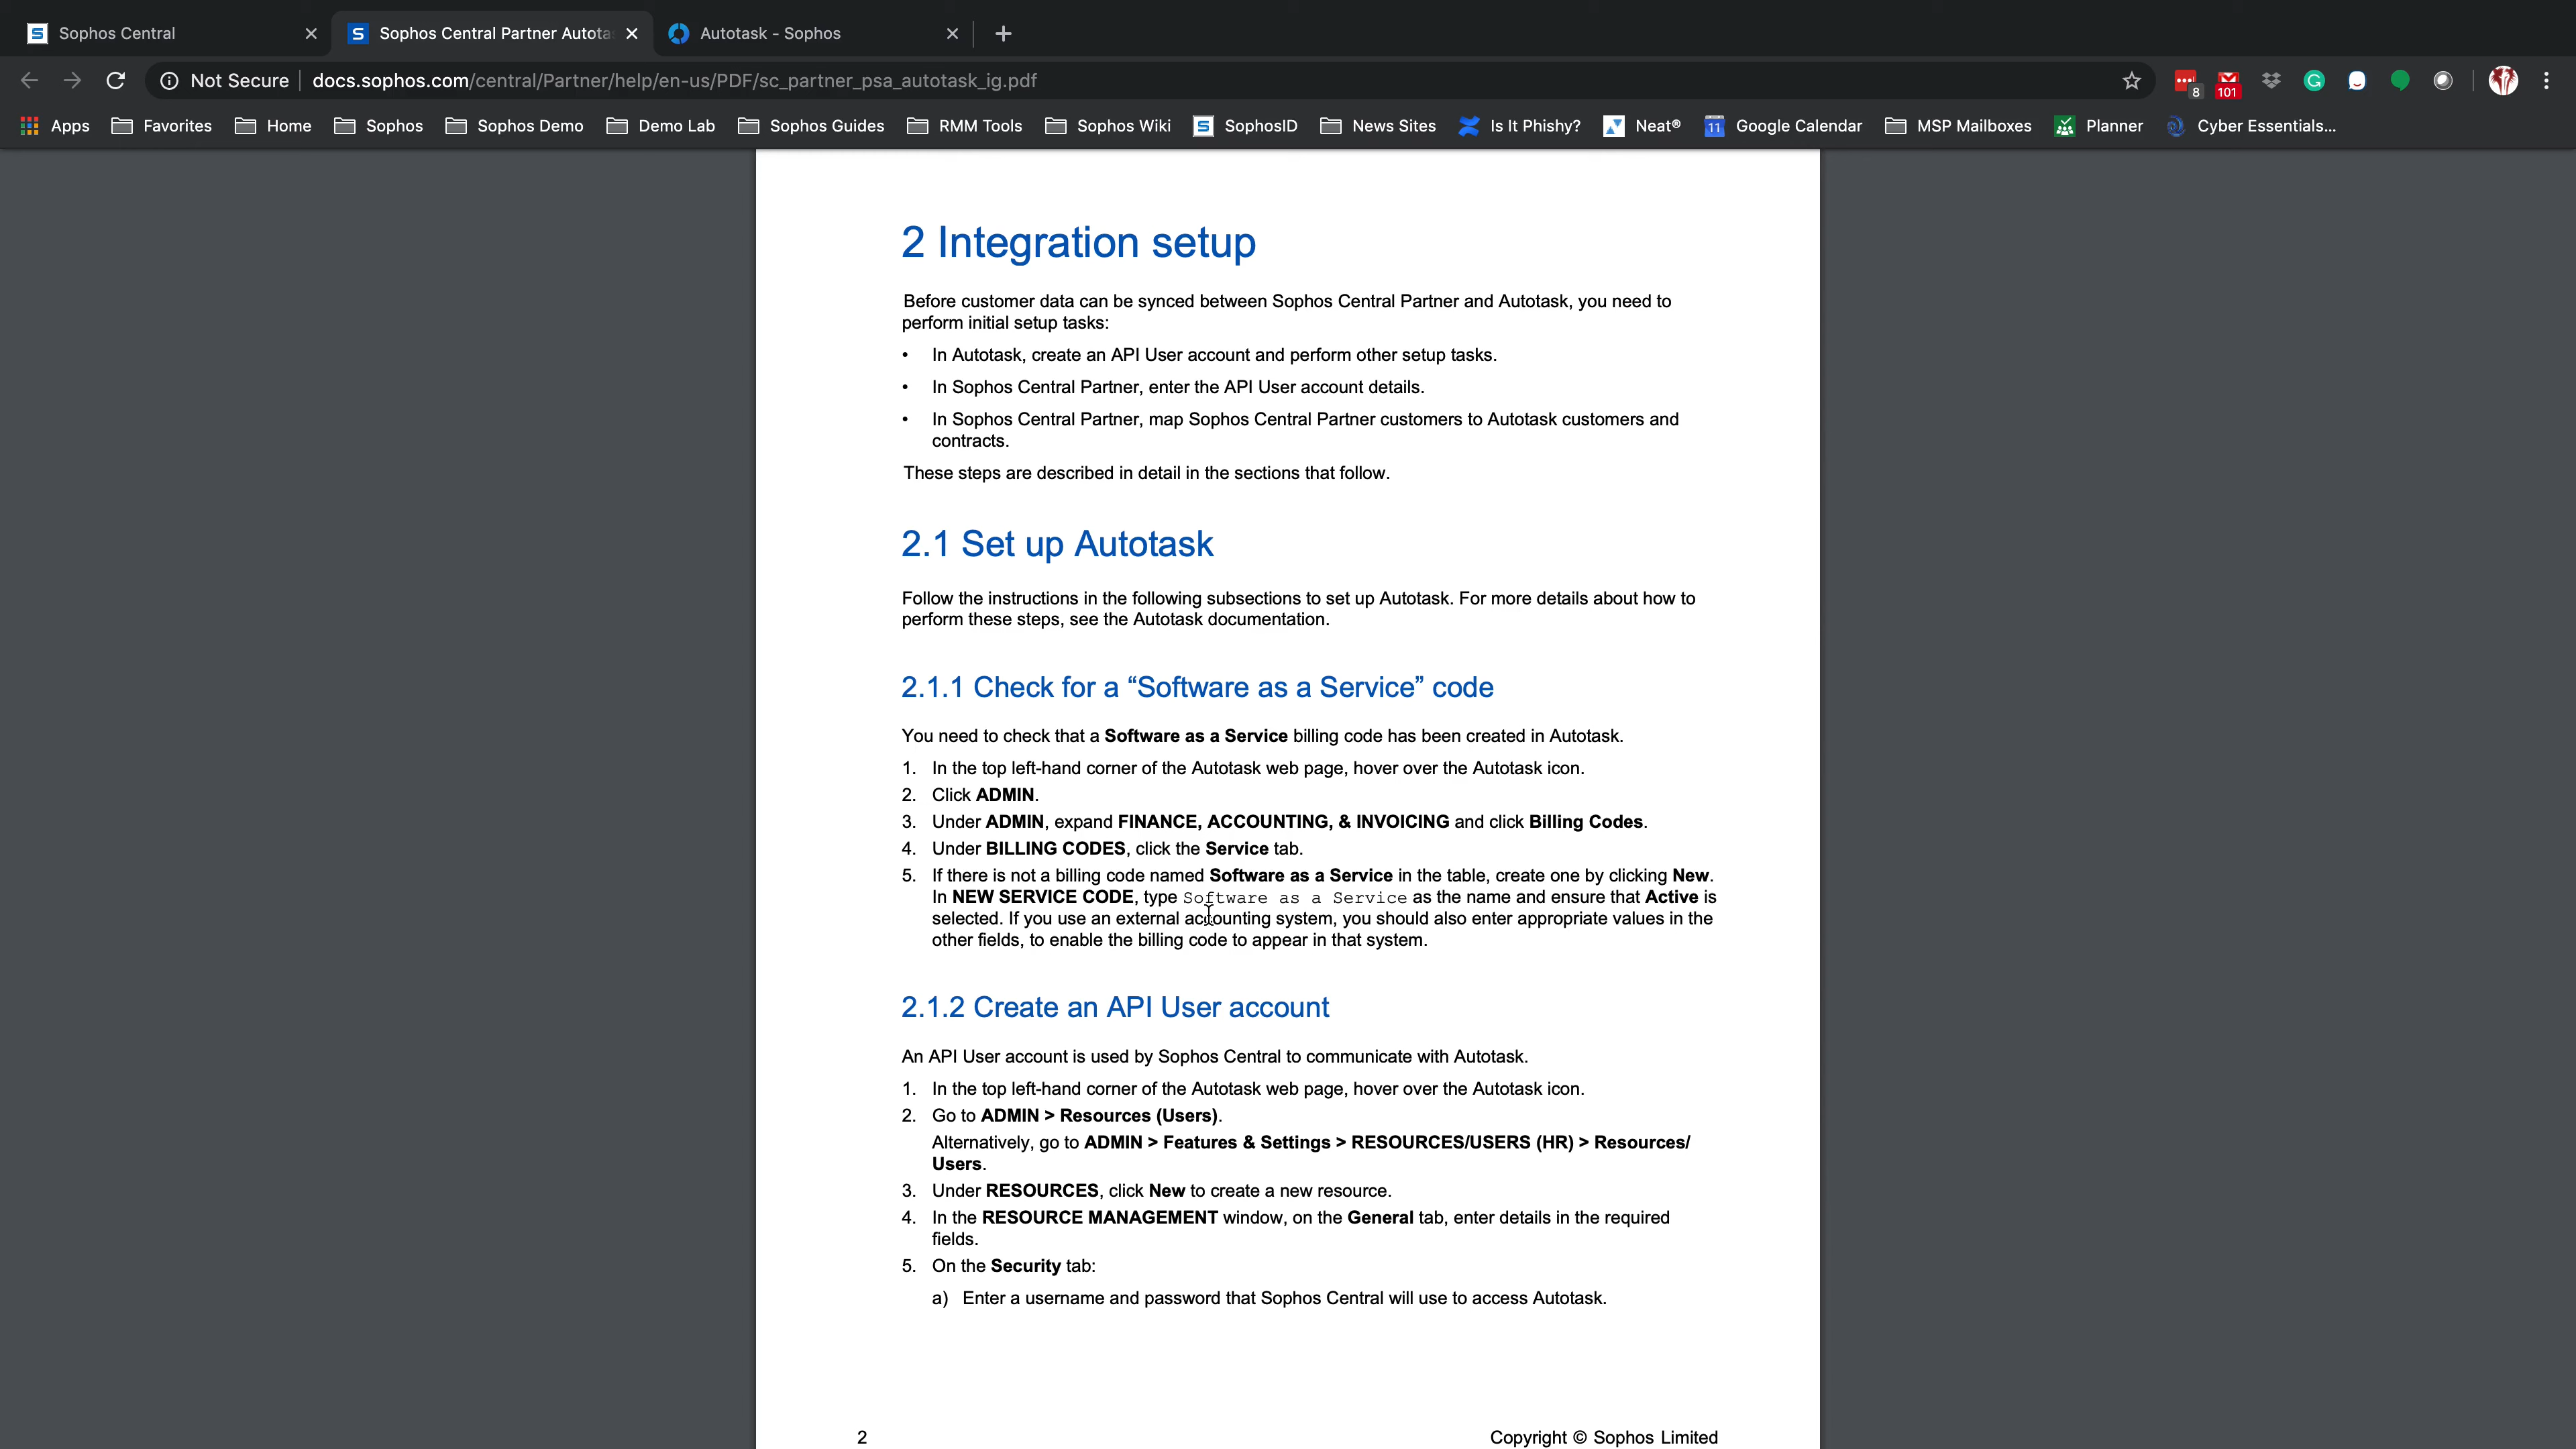 Sophos Central
Sophos Central Partner Autota
Autotask - Sophos
Not Secure
docs.sophos.com/central/Partner/help/en-us/PDF/sc_partner_psa_autotask_ig.pdf
8
101
Apps
Favorites
Home
Sophos
Sophos Demo
Demo Lab
Sophos Guides
RMM Tools
Sophos Wiki
SophosID
News Sites
Is It Phishy?
Neat®
11
Google Calendar
MSP Mailboxes
Planner
Cyber Essentials...
2 Integration setup
Before customer data can be synced between Sophos Central Partner and Autotask, you need to
perform initial setup tasks:
• In Autotask, create an API User account and perform other setup tasks.
• In Sophos Central Partner, enter the API User account details.
• In Sophos Central Partner, map Sophos Central Partner customers to Autotask customers and
contracts.
These steps are described in detail in the sections that follow.
2.1 Set up Autotask
Follow the instructions in the following subsections to set up Autotask. For more details about how to
perform these steps, see the Autotask documentation.
2.1.1 Check for a “Software as a Service” code
You need to check that a Software as a Service billing code has been created in Autotask.
1. In the top left-hand corner of the Autotask web page, hover over the Autotask icon.
2. Click ADMIN.
3. Under ADMIN, expand FINANCE, ACCOUNTING, & INVOICING and click Billing Codes.
4. Under BILLING CODES, click the Service tab.
5. If there is not a billing code named Software as a Service in the table, create one by clicking New.
In NEW SERVICE CODE, type Software as a Service as the name and ensure that Active is
selected. If you use an external accounting system, you should also enter appropriate values in the
other fields, to enable the billing code to appear in that system.
2.1.2 Create an API User account
An API User account is used by Sophos Central to communicate with Autotask.
1. In the top left-hand corner of the Autotask web page, hover over the Autotask icon.
2. Go to ADMIN > Resources (Users).
Alternatively, go to ADMIN > Features & Settings > RESOURCES/USERS (HR) > Resources/
Users.
3. Under RESOURCES, click New to create a new resource.
4. In the RESOURCE MANAGEMENT window, on the General tab, enter details in the required
fields.
5. On the Security tab:
a) Enter a username and password that Sophos Central will use to access Autotask.
2
Copyright © Sophos Limited